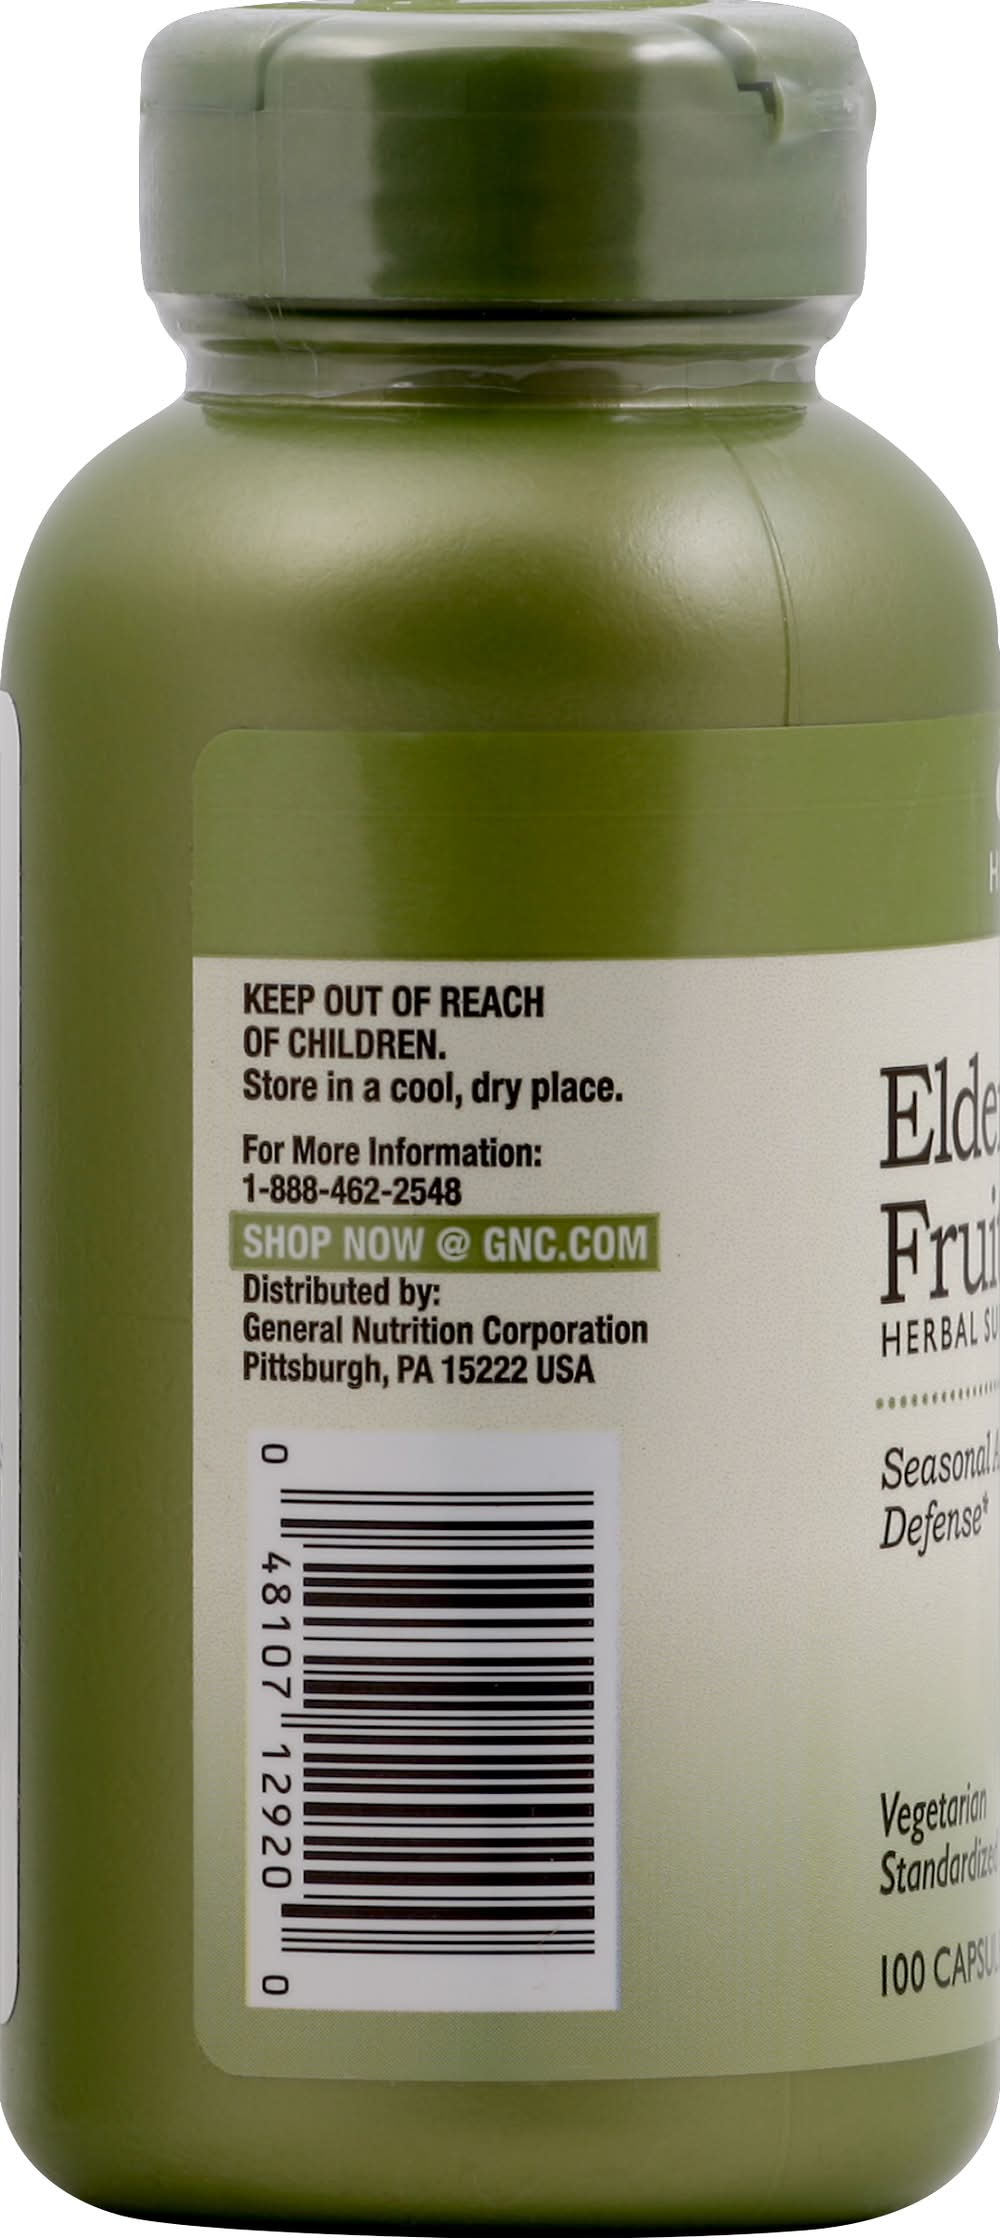 KEEP OUT OF REACH
OF CHILDREN.
Store in a cool, dry place.
For More Information:
1-888-462-2548
SHOP NOW @ GNC.COM
Distributed by:
General Nutrition Corporation
Pittsburgh, PA 15222 USA
0 48107 12920 0
HERBAL
Seasonal
Defense*
Vegetarian
100